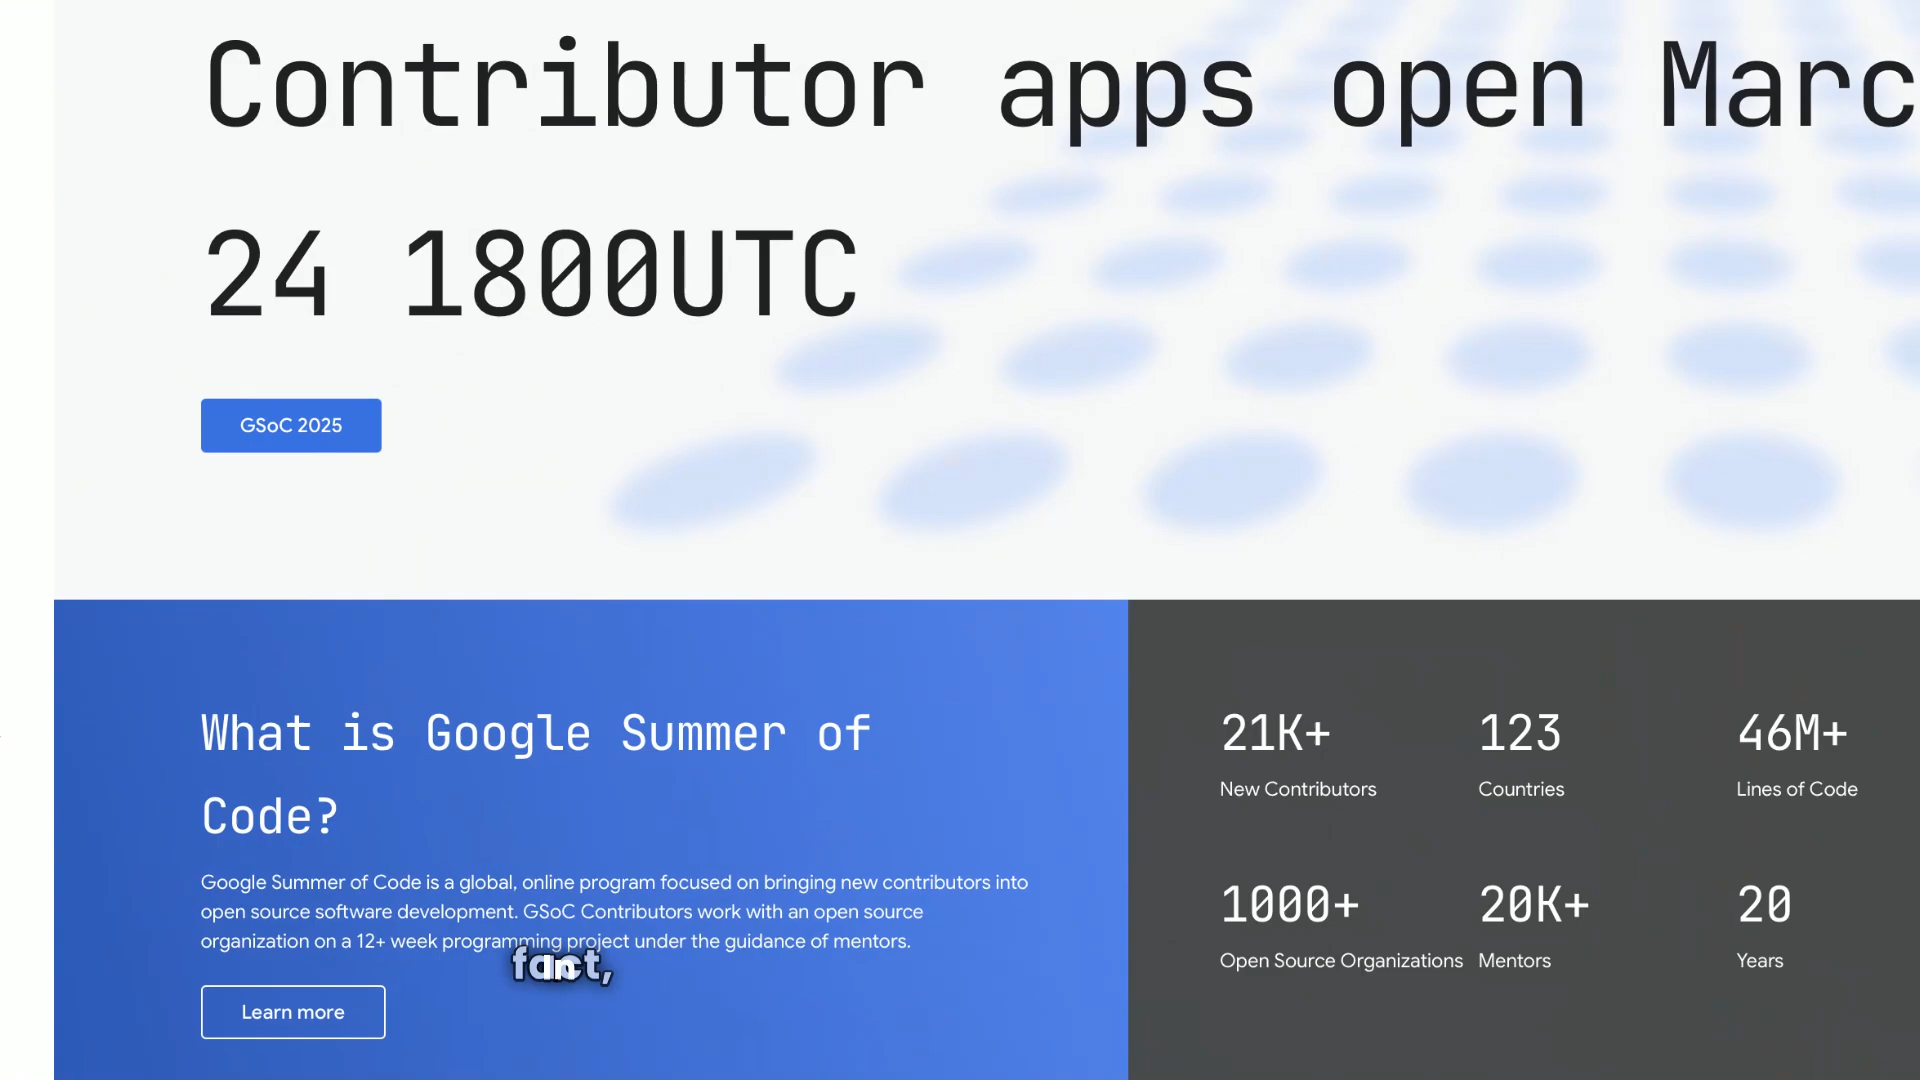 Contributor apps open Marc
24 1800UTC
GSoC 2025
What is Google Summer of
Code?
Google Summer of Code is a global, online program focused on bringing new contributors into
open source software development. GSoC Contributors work with an open source
organization on a 12+ week programming project under the guidance of mentors.
Learn more
21K+ 123 46M+
New Contributors Countries Lines of Code
1000+ 20K+ 20
Open Source Organizations Mentors Years
In
fact,